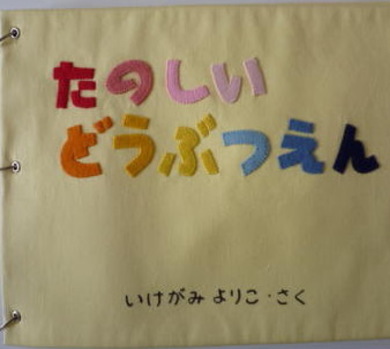 たのしい
どうぶつえん
いけがみ よりこ・さく